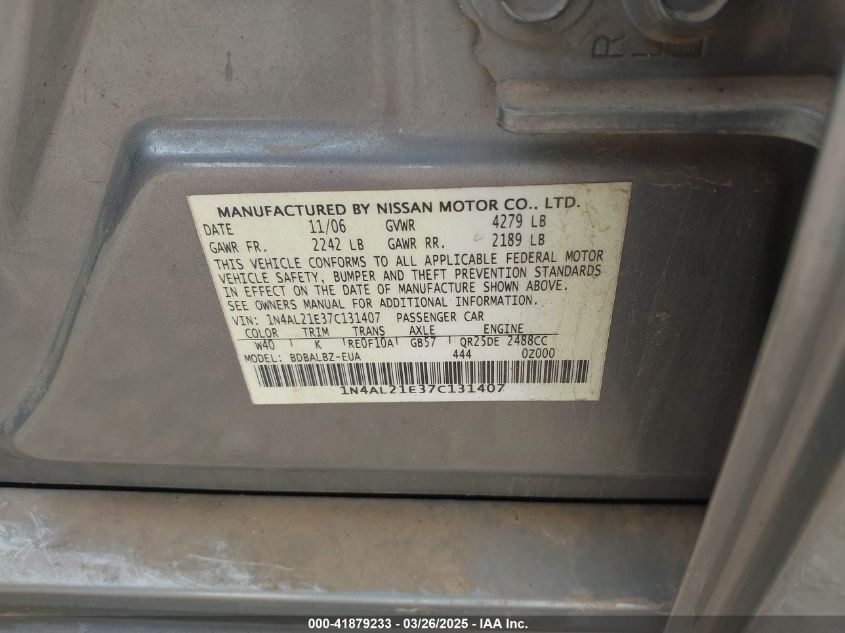 R
MANUFACTURED BY NISSAN MOTOR CO., LTD.
DATE 11/06 GVWR 4279 LB
GAWR FR. 2242 LB GAWR RR. 2189 LB
THIS VEHICLE CONFORMS TO ALL APPLICABLE FEDERAL MOTOR
VEHICLE SAFETY, BUMPER AND THEFT PREVENTION STANDARDS
IN EFFECT ON THE DATE OF MANUFACTURE SHOWN ABOVE.
SEE OWNERS MANUAL FOR ADDITIONAL INFORMATION.
VIN: 1N4AL21E37C131407 PASSENGER CAR
COLOR TRIM TRANS AXLE ENGINE
W40 K RE0F10A GB57 QR25DE 2488CC
MODEL: BDBALBZ-EUA 444 0Z000
1N4AL21E37C131407
000-41879233 - 03/26/2025 - IAA Inc.